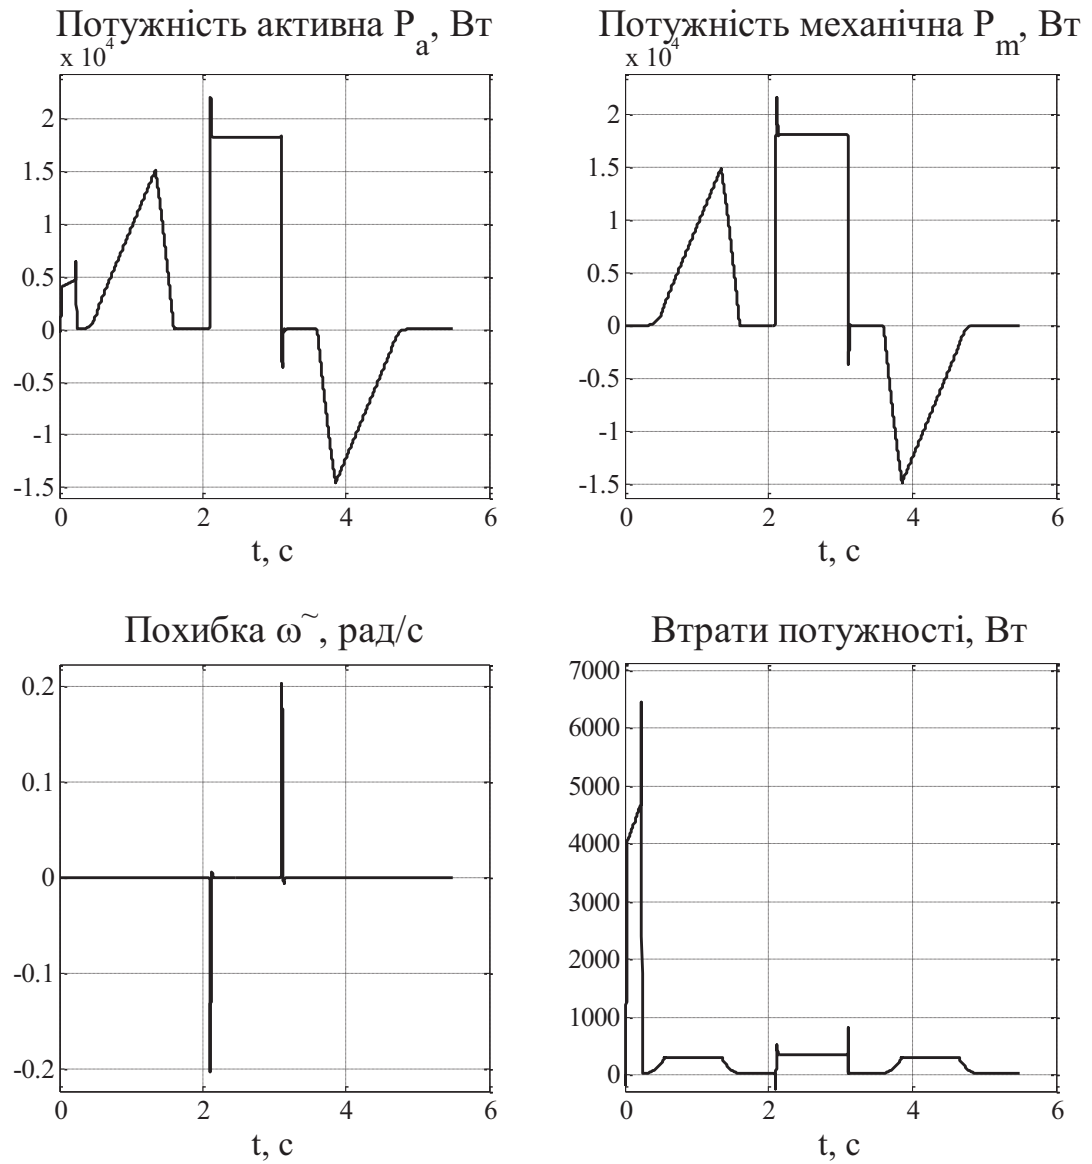 Потужність активна Pa, Вт
x 10^4
2
1.5
1
0.5
0
-0.5
-1
-1.5
0 2 4 6
t, с
Потужність механічна Pm, Вт
x 10^4
2
1.5
1
0.5
0
-0.5
-1
-1.5
0 2 4 6
t, с
Похибка ω~, рад/с
0.2
0.1
0
-0.1
-0.2
0 2 4 6
t, с
Втрати потужності, Вт
7000
6000
5000
4000
3000
2000
1000
0
0 2 4 6
t, с